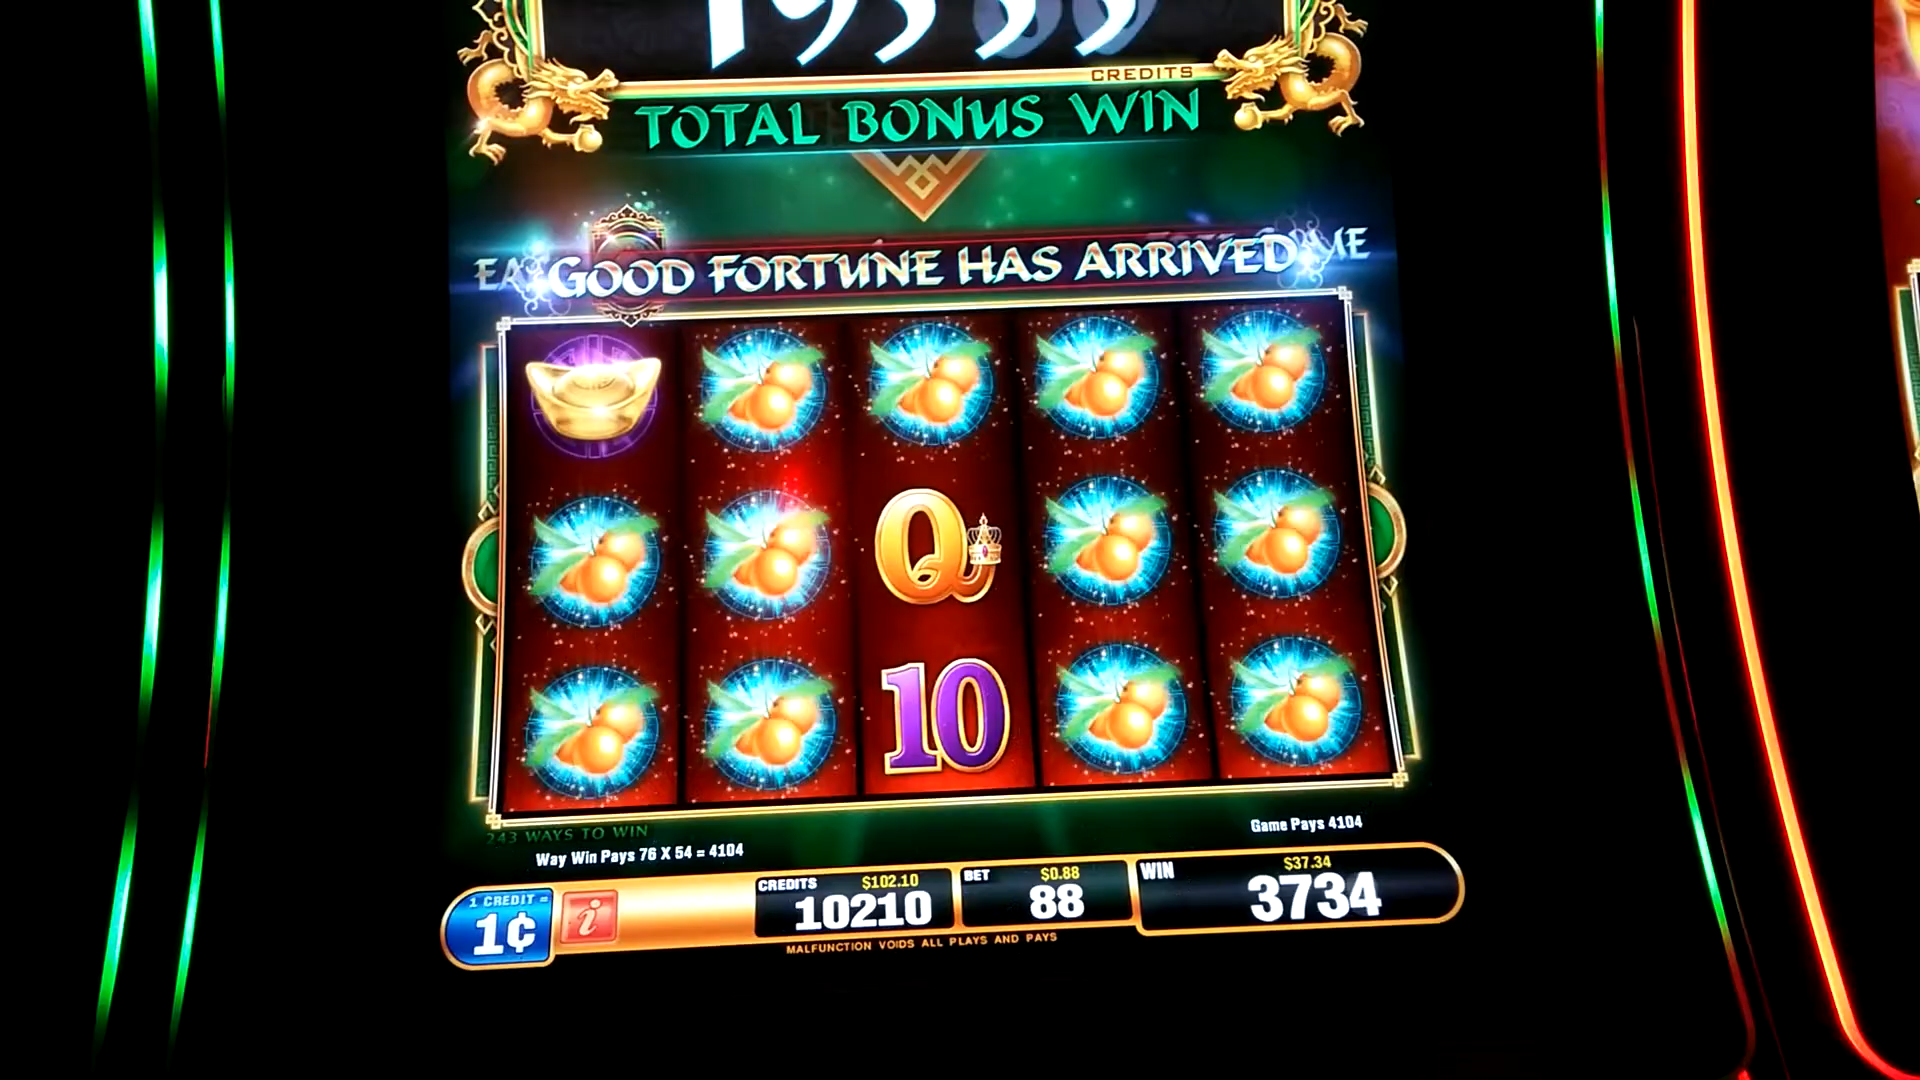 CREDITS
TOTAL BONUS WIN
GOOD FORTUNE HAS ARRIVED
Q
10
243 WAYS TO WIN
Way Win Pays 76 X 54 = 4104
Game Pays 4104
1 CREDIT =
1¢
i
CREDITS $102.10
10210
BET $0.88
88
WIN $37.34
3734
MALFUNCTION VOIDS ALL PLAYS AND PAYS